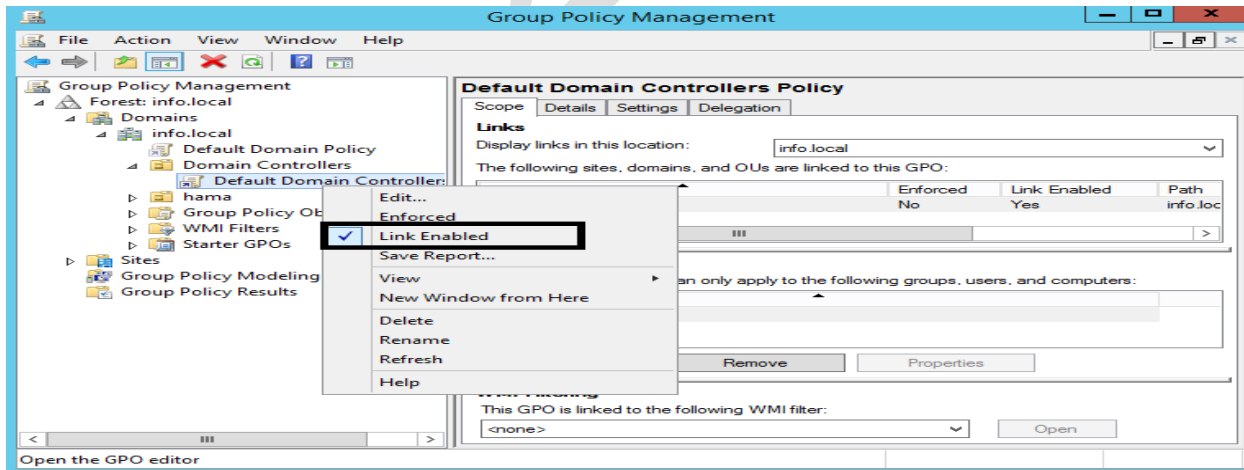 Group Policy Management
File Action View Window Help
Group Policy Management
Forest: info.local
Domains
info.local
Default Domain Policy
Domain Controllers
Default Domain Controller
hama
Group Policy Ob
WMI Filters
Starter GPOs
Sites
Group Policy Modeling
Group Policy Results
Edit...
Enforced
Link Enabled
Save Report...
View
New Window from Here
Delete
Rename
Refresh
Help
Default Domain Controllers Policy
Scope Details Settings Delegation
Links
Display links in this location: info.local
The following sites, domains, and OUs are linked to this GPO:
Enforced Link Enabled Path
No Yes info.loc
an only apply to the following groups, users, and computers:
Remove Properties
This GPO is linked to the following WMI filter:
<none> Open
Open the GPO editor